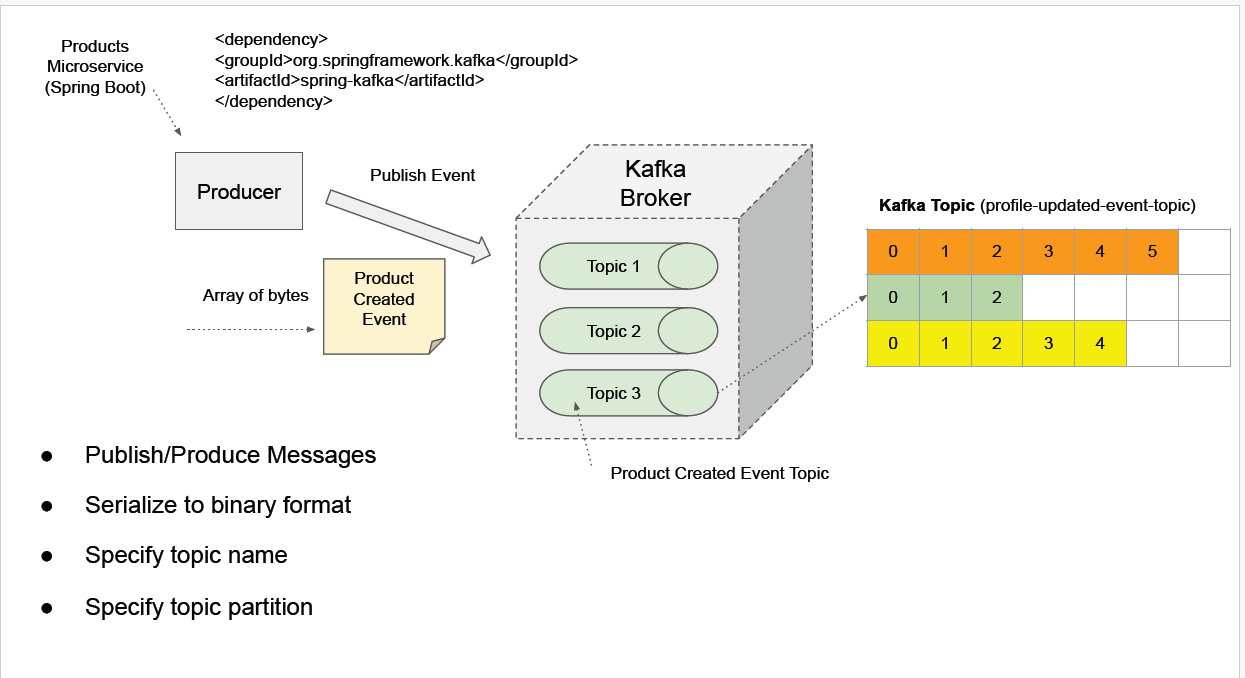 Products
Microservice
(Spring Boot)
<dependency>
<groupId>org.springframework.kafka</groupId>
<artifactId>spring-kafka</artifactId>
</dependency>
Producer
Publish Event
Array of bytes
Product
Created
Event
Kafka
Broker
Topic 1
Topic 2
Topic 3
Product Created Event Topic
Kafka Topic (profile-updated-event-topic)
0 1 2 3 4 5
0 1 2
0 1 2 3 4
● Publish/Produce Messages
● Serialize to binary format
● Specify topic name
● Specify topic partition